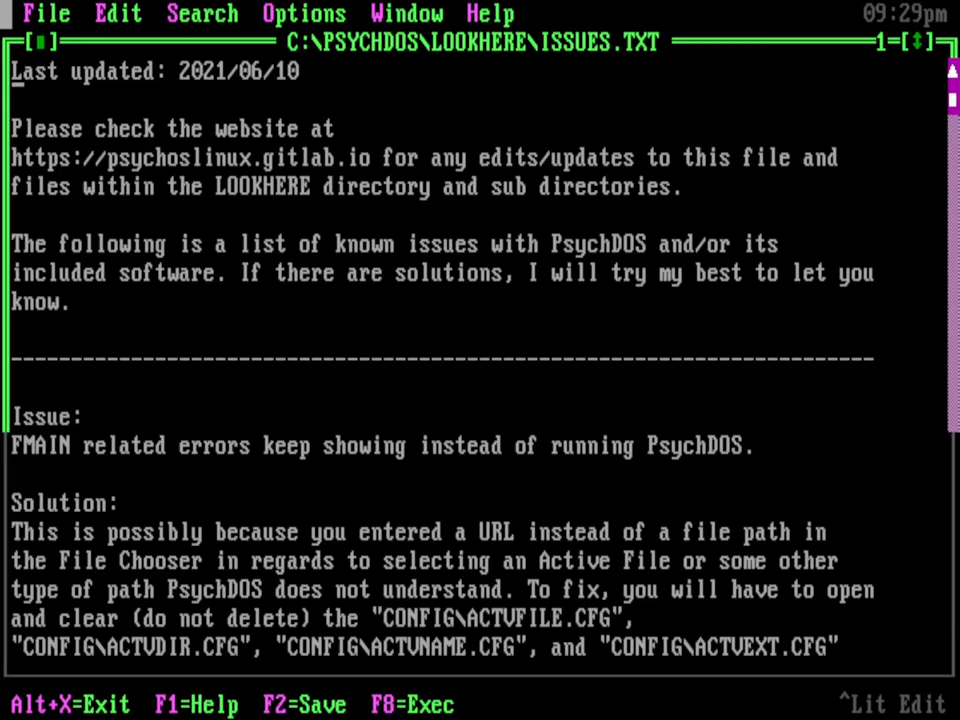 File Edit Search Options Window Help 09:29pm
C:\PSYCHDOS\LOOKHERE\ISSUES.TXT 1=[↕]
Last updated: 2021/06/10
Please check the website at
https://psychoslinux.gitlab.io for any edits/updates to this file and
files within the LOOKHERE directory and sub directories.
The following is a list of known issues with PsychDOS and/or its
included software. If there are solutions, I will try my best to let you
know.
------------------------------------------------------------------------
Issue:
FMAIN related errors keep showing instead of running PsychDOS.
Solution:
This is possibly because you entered a URL instead of a file path in
the File Chooser in regards to selecting an Active File or some other
type of path PsychDOS does not understand. To fix, you will have to open
and clear (do not delete) the "CONFIG\ACTVFILE.CFG",
"CONFIG\ACTVDIR.CFG", "CONFIG\ACTVNAME.CFG", and "CONFIG\ACTVEXT.CFG"
Alt+X=Exit F1=Help F2=Save F8=Exec ^Lit Edit